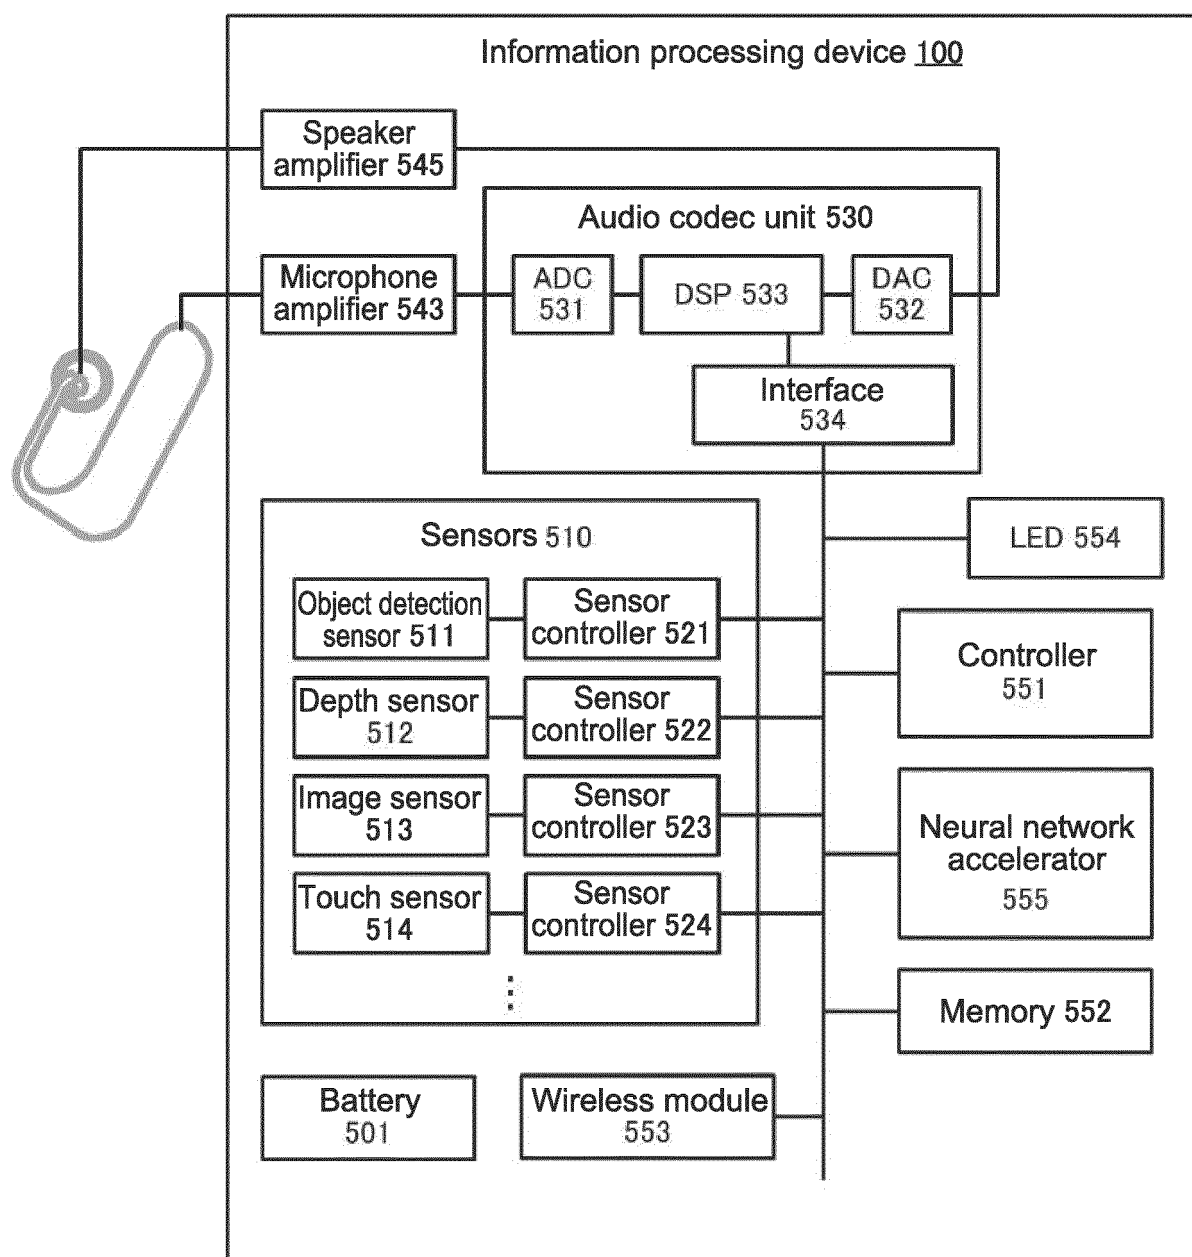 Information processing device 100
Speaker
amplifier 545
Audio codec unit 530
Microphone
amplifier 543
ADC
531
DSP 533
DAC
532
Interface
534
Sensors 510
LED 554
Object detection
sensor 511
Sensor
controller 521
Controller
551
Depth sensor
512
Sensor
controller 522
Image sensor
513
Sensor
controller 523
Neural network
accelerator
555
Touch sensor
514
Sensor
controller 524
⋮
Memory 552
Battery
501
Wireless module
553